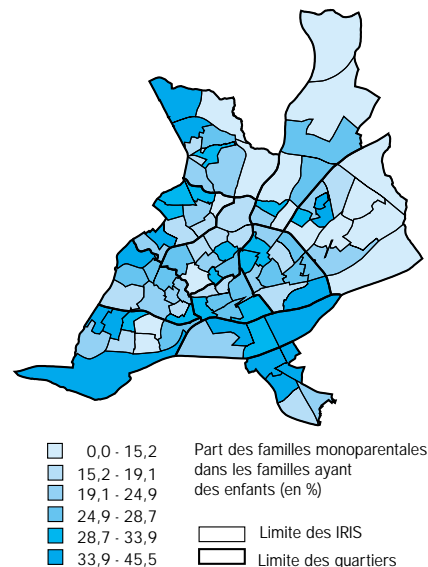 0,0 - 15,2
15,2 - 19,1
19,1 - 24,9
24,9 - 28,7
28,7 - 33,9
33,9 - 45,5
Part des familles monoparentales
dans les familles ayant
des enfants (en %)
Limite des IRIS
Limite des quartiers